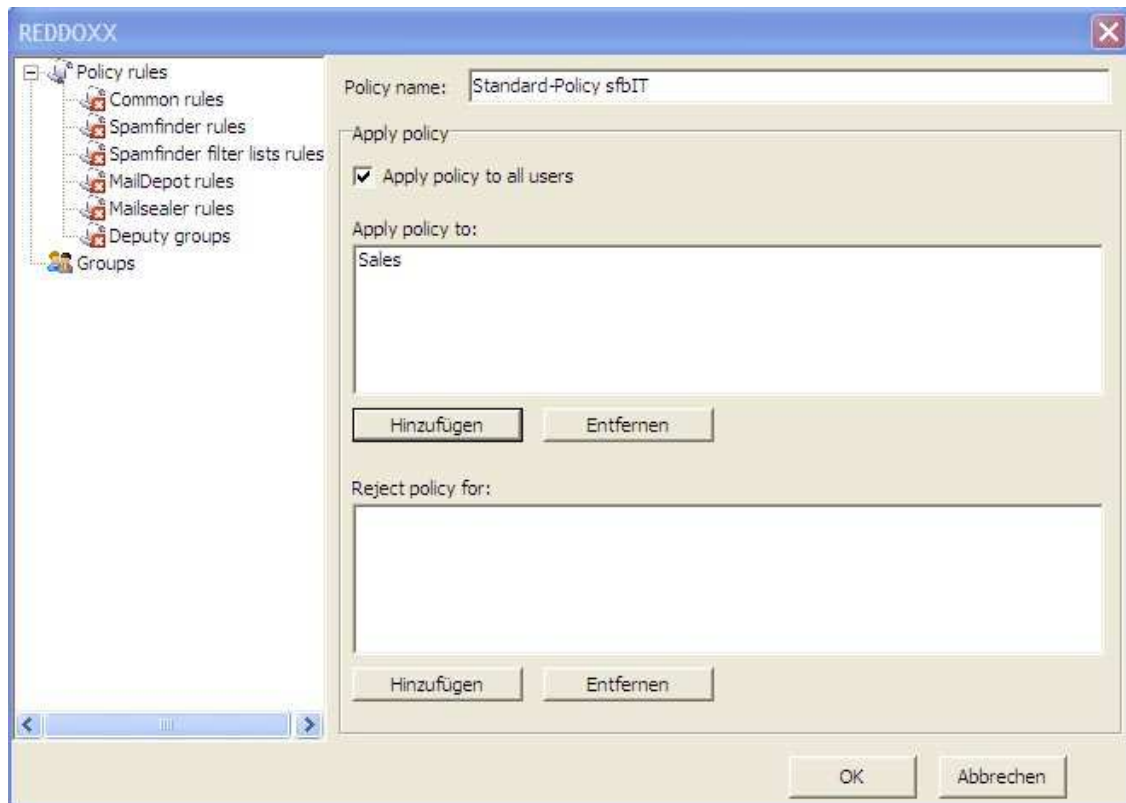 REDDOXX
Policy rules
Common rules
Spamfinder rules
Spamfinder filter lists rules
MailDepot rules
Mailsealer rules
Deputy groups
Groups
Policy name: Standard-Policy sfbIT
Apply policy
Apply policy to all users
Apply policy to:
Sales
Hinzufügen Entfernen
Reject policy for:
Hinzufügen Entfernen
OK Abbrechen